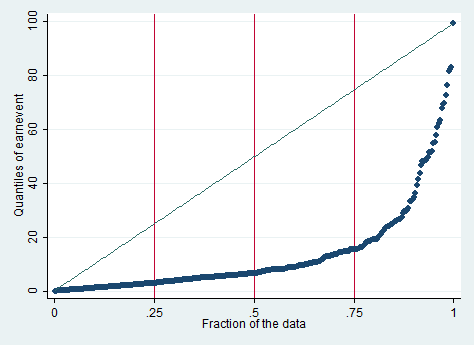 Quantiles of earnevent
100
80
60
40
20
0
0 .25 .5 .75 1
Fraction of the data